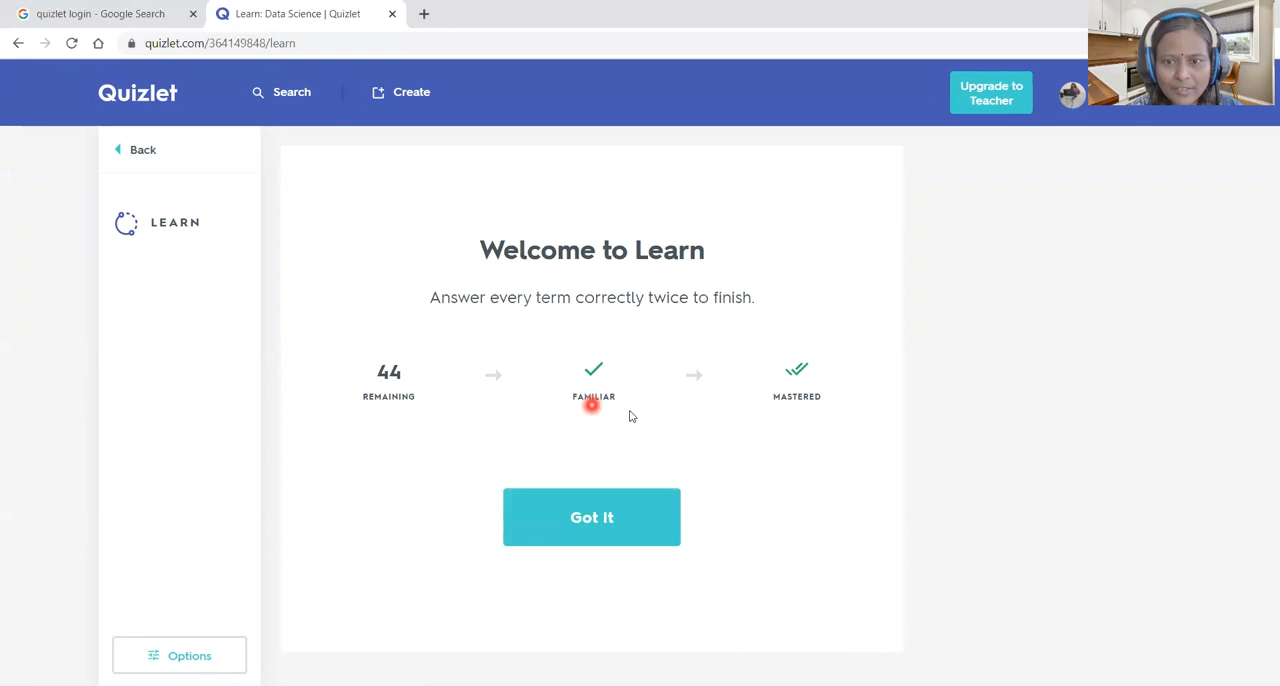 quizlet login - Google Search
Learn: Data Science | Quizlet
quizlet.com/364149848/learn
Quizlet
Search
Create
Upgrade to
Teacher
Back
LEARN
Welcome to Learn
Answer every term correctly twice to finish.
44
REMAINING
FAMILIAR
MASTERED
Got It
Options